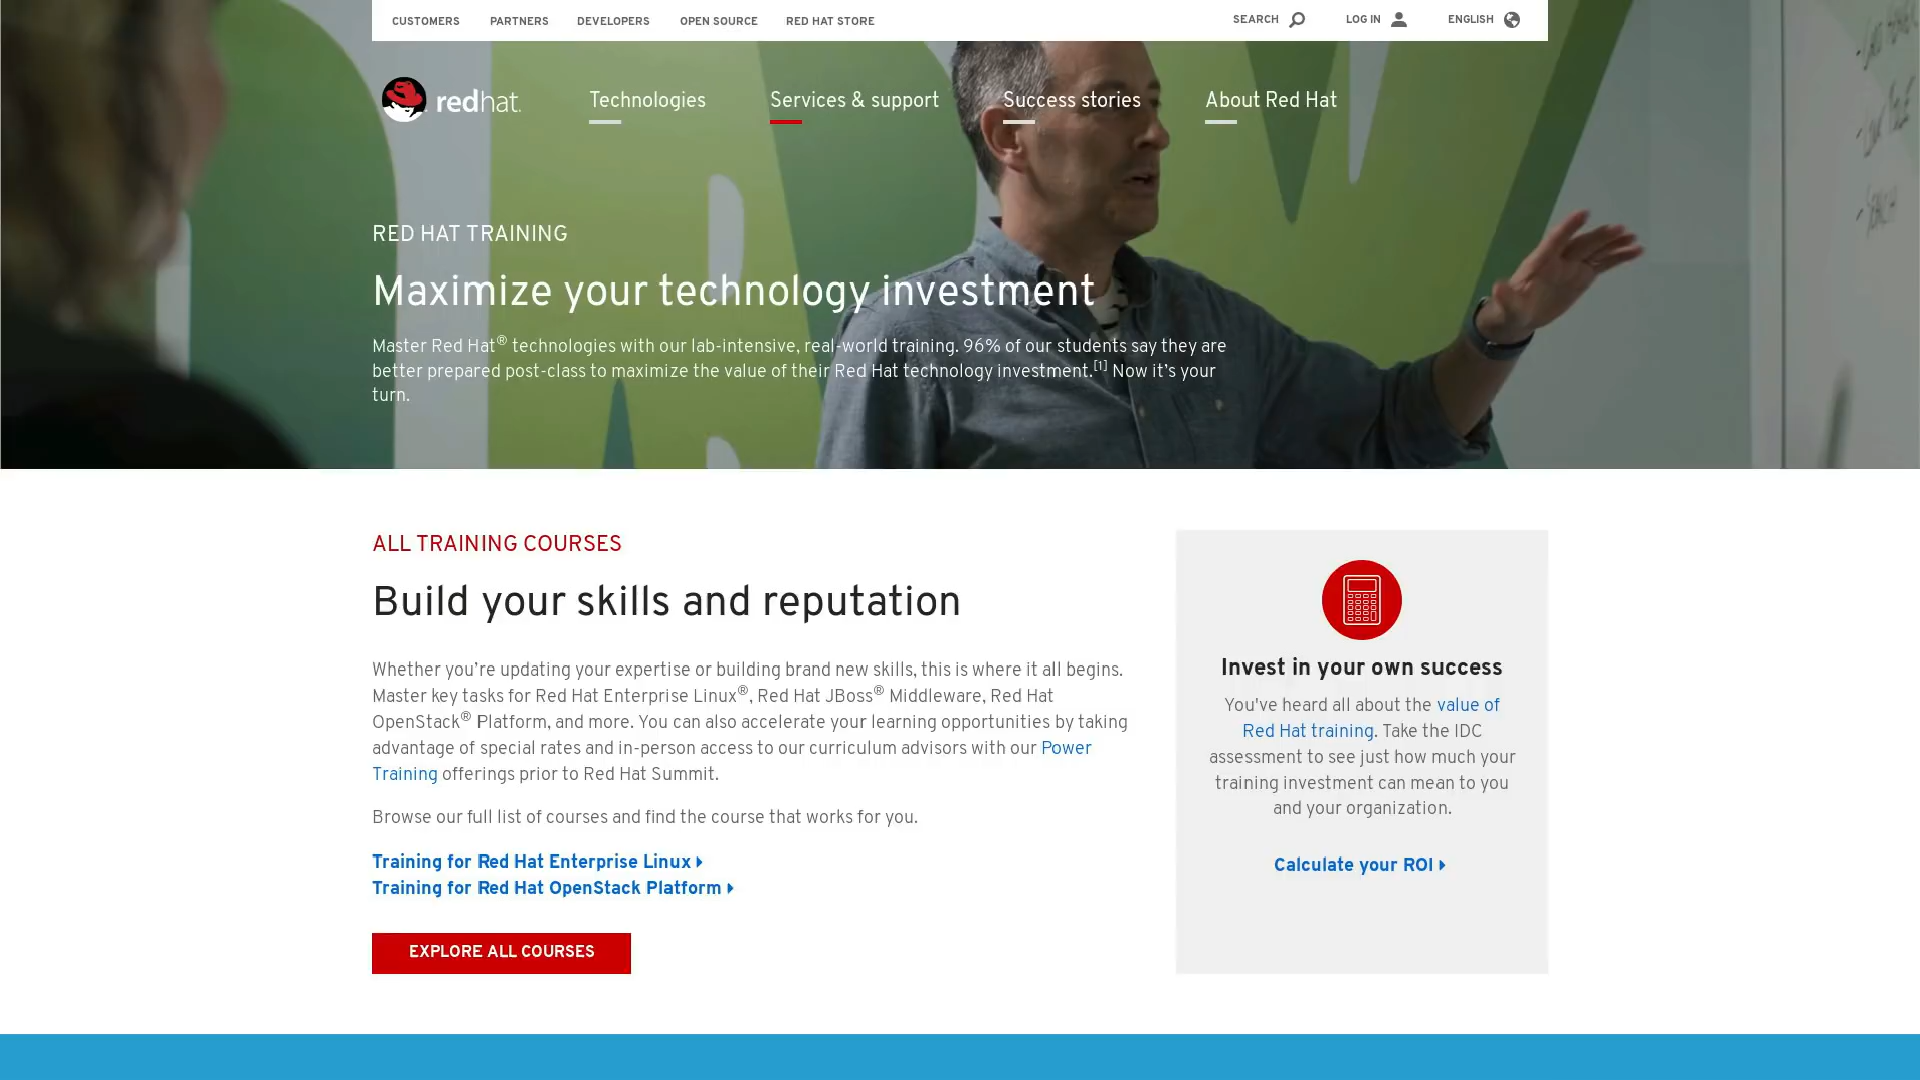 CUSTOMERS PARTNERS DEVELOPERS OPEN SOURCE RED HAT STORE SEARCH LOG IN ENGLISH
redhat. Technologies Services & support Success stories About Red Hat
RED HAT TRAINING
Maximize your technology investment
Master Red Hat® technologies with our lab-intensive, real-world training. 96% of our students say they are
better prepared post-class to maximize the value of their Red Hat technology investment.[1] Now it’s your
turn.
ALL TRAINING COURSES
Build your skills and reputation
Whether you’re updating your expertise or building brand new skills, this is where it all begins.
Master key tasks for Red Hat Enterprise Linux®, Red Hat JBoss® Middleware, Red Hat
OpenStack® Platform, and more. You can also accelerate your learning opportunities by taking
advantage of special rates and in-person access to our curriculum advisors with our Power
Training offerings prior to Red Hat Summit.
Browse our full list of courses and find the course that works for you.
Training for Red Hat Enterprise Linux
Training for Red Hat OpenStack Platform
EXPLORE ALL COURSES
Invest in your own success
You've heard all about the value of
Red Hat training. Take the IDC
assessment to see just how much your
training investment can mean to you
and your organization.
Calculate your ROI